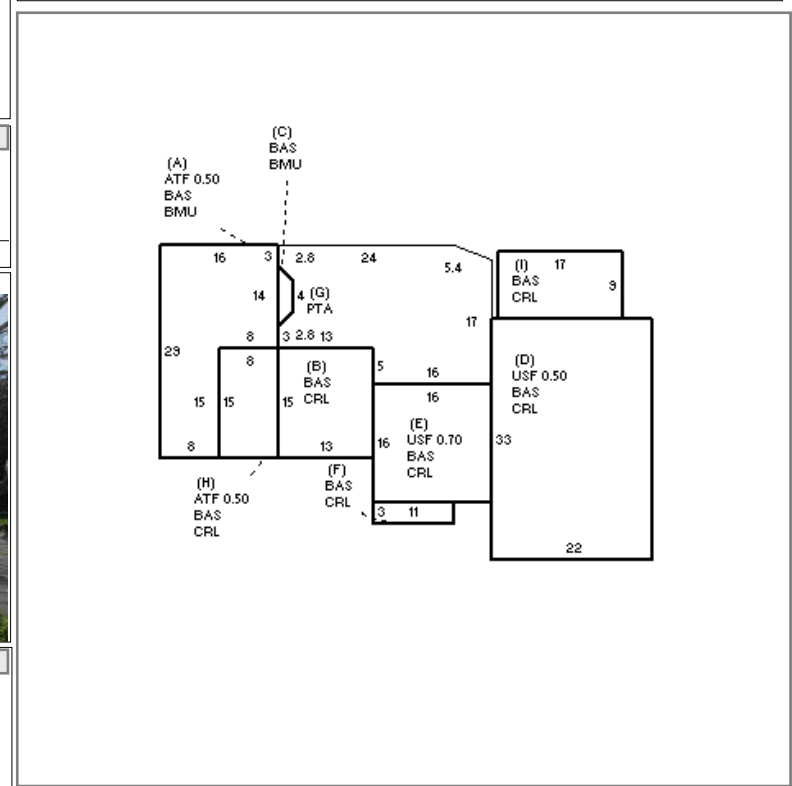 (C)
BAS
BMU
(A)
ATF 0.50
BAS
BMU
16 3 2.8 24
5.4
(I) 17
BAS 9
CRL
14 4 (G)
PTA
17
8 3 2.8 13
29
8
(B)
BAS
CRL
5 16
(D)
USF 0.50
BAS
CRL
15 15 15
16
(E)
USF 0.70
BAS
CRL
8 13 16 33
(F)
BAS
CRL
(H)
ATF 0.50
BAS
CRL
3 11
22